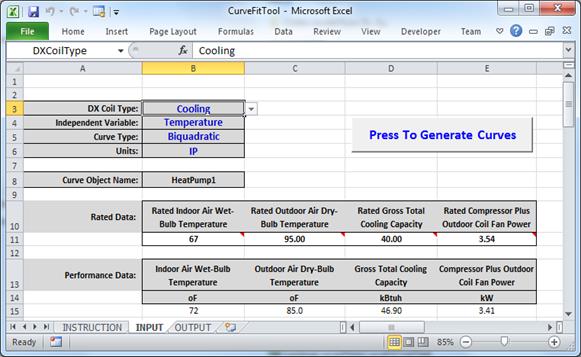 CurveFitTool - Microsoft Excel
File Home Insert Page Layout Formulas Data Review View Developer Team
DXCoilType fx Cooling
A B C D E
1
2
3 DX Coil Type: Cooling
4 Independent Variable: Temperature
5 Curve Type: Biquadratic
Press To Generate Curves
6 Units: IP
7
8 Curve Object Name: HeatPump1
9
10 Rated Data: Rated Indoor Air Wet-Bulb Temperature Rated Outdoor Air Dry-Bulb Temperature Rated Gross Total Cooling Capacity Rated Compressor Plus Outdoor Coil Fan Power
11 67 95.00 40.00 3.54
12
13 Performance Data: Indoor Air Wet-Bulb Temperature Outdoor Air Dry-Bulb Temperature Gross Total Cooling Capacity Compressor Plus Outdoor Coil Fan Power
14 oF oF kBtuh kW
15 72 85.0 46.90 3.41
INSTRUCTION INPUT OUTPUT
85%